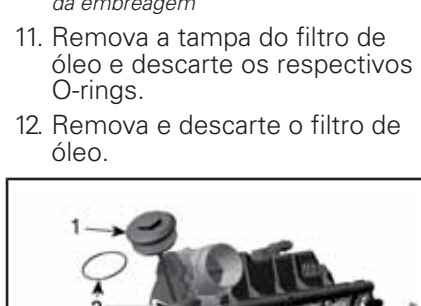 da embreagem
11. Remova a tampa do filtro de
óleo e descarte os respectivos
O-rings.
12. Remova e descarte o filtro de
óleo.
1
2